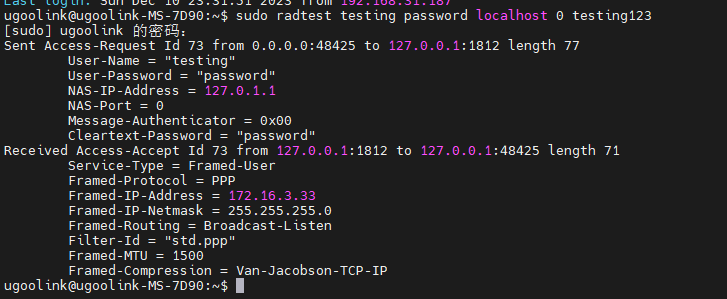 Last login: Sun Dec 10 23:31:31 2023 from 192.168.31.187
ugoolink@ugoolink-MS-7D90:~$ sudo radtest testing password localhost 0 testing123
[sudo] ugoolink 的密码：
Sent Access-Request Id 73 from 0.0.0.0:48425 to 127.0.0.1:1812 length 77
User-Name = "testing"
User-Password = "password"
NAS-IP-Address = 127.0.1.1
NAS-Port = 0
Message-Authenticator = 0x00
Cleartext-Password = "password"
Received Access-Accept Id 73 from 127.0.0.1:1812 to 127.0.0.1:48425 length 71
Service-Type = Framed-User
Framed-Protocol = PPP
Framed-IP-Address = 172.16.3.33
Framed-IP-Netmask = 255.255.255.0
Framed-Routing = Broadcast-Listen
Filter-Id = "std.ppp"
Framed-MTU = 1500
Framed-Compression = Van-Jacobson-TCP-IP
ugoolink@ugoolink-MS-7D90:~$